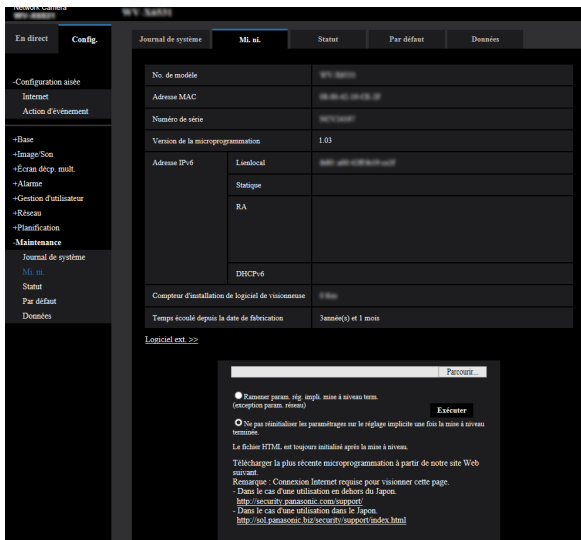 Network Camera
En direct
Config.
-Configuration aisée
Internet
Action d'événement
+Base
+Image/Son
+Écran décp. mult.
+Alarme
+Gestion d'utilisateur
+Réseau
+Planification
-Maintenance
Journal de système
Mi. ni.
Statut
Par défaut
Données
Journal de système
Mi. ni.
Statut
Par défaut
Données
No. de modèle
Adresse MAC
Numéro de série
Version de la microprogrammation 1.03
Adresse IPv6 Lienlocal
Statique
RA
DHCPv6
Compteur d'installation de logiciel de visionneuse
Temps écoulé depuis la date de fabrication 3année(s) et 1 mois
Logiciel ext. >>
Parcourir...
Ramener param. rég. impli. mise à niveau term.
(exception param. réseau)
Exécuter
Ne pas réinitialiser les paramétrages sur le réglage implicite une fois la mise à niveau
terminée.
Le fichier HTML est toujours initialisé après la mise à niveau.
Télécharger la plus récente microprogrammation à partir de notre site Web
suivant.
Remarque : Connexion Internet requise pour visionner cette page.
- Dans le cas d'une utilisation en dehors du Japon.
http://security.panasonic.com/support/
- Dans le cas d'une utilisation dans le Japon.
http://sol.panasonic.biz/security/support/index.html